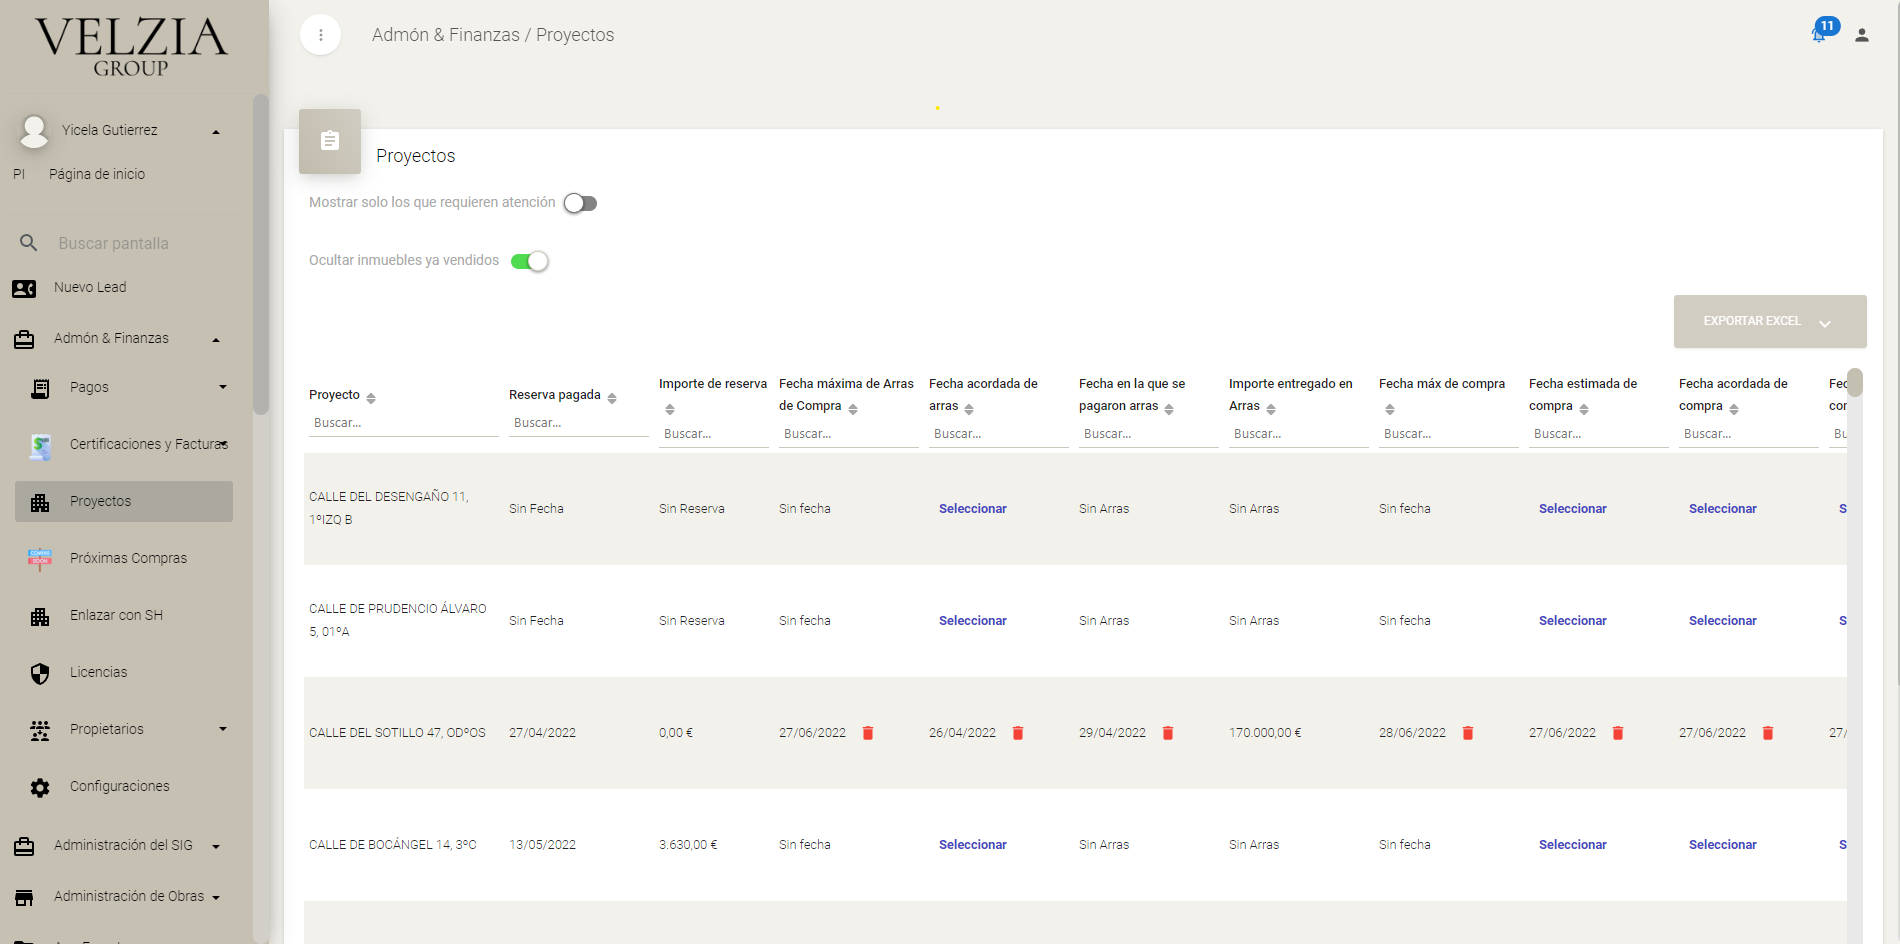 VELZIA
GROUP
Yicela Gutierrez
PI Página de inicio
Buscar pantalla
Nuevo Lead
Admón & Finanzas
Pagos
Certificaciones y Facturas
Proyectos
Próximas Compras
Enlazar con SH
Licencias
Propietarios
Configuraciones
Administración del SIG
Administración de Obras
Admón & Finanzas / Proyectos
11
Proyectos
Mostrar solo los que requieren atención
Ocultar inmuebles ya vendidos
EXPORTAR EXCEL
Proyecto
Buscar...
Reserva pagada
Buscar...
Importe de reserva
Buscar...
Fecha máxima de Arras
de Compra
Buscar...
Fecha acordada de
arras
Buscar...
Fecha en la que se
pagaron arras
Buscar...
Importe entregado en
Arras
Buscar...
Fecha máx de compra
Buscar...
Fecha estimada de
compra
Buscar...
Fecha acordada de
compra
Buscar...
CALLE DEL DESENGAÑO 11,
1ºIZQ B
Sin Fecha Sin Reserva Sin fecha Seleccionar Sin Arras Sin Arras Sin fecha Seleccionar Seleccionar S
CALLE DE PRUDENCIO ÁLVARO
5, 01ºA
Sin Fecha Sin Reserva Sin fecha Seleccionar Sin Arras Sin Arras Sin fecha Seleccionar Seleccionar S
CALLE DEL SOTILLO 47, ODºOS 27/04/2022 0,00 € 27/06/2022 26/04/2022 29/04/2022 170.000,00 € 28/06/2022 27/06/2022 27/06/2022 27/
CALLE DE BOCÁNGEL 14, 3ºC 13/05/2022 3.630,00 € Sin fecha Seleccionar Sin Arras Sin Arras Sin fecha Seleccionar Seleccionar S